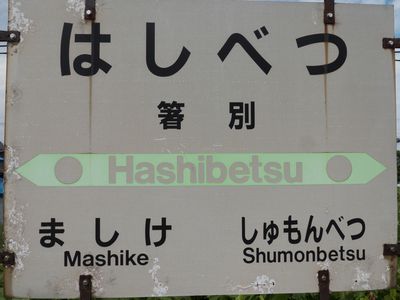 はしべつ
箸別
Hashibetsu
ましけ しゅもんべつ
Mashike Shumonbetsu